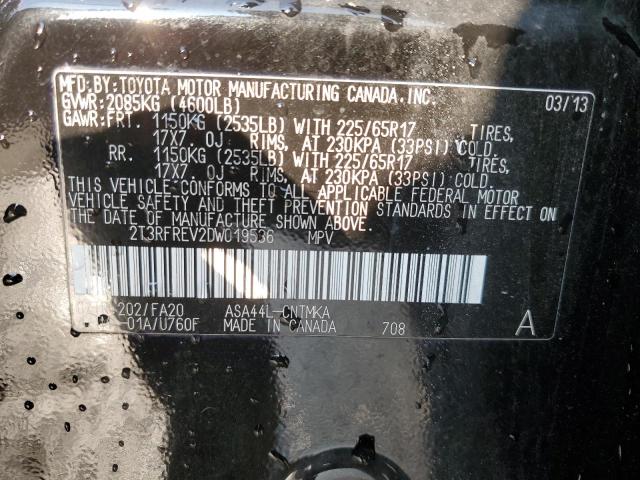 MFD.BY:TOYOTA MOTOR MANUFACTURING CANADA,INC. 03/13
GVWR:2085KG (4600LB)
GAWR:FRT. 1150KG (2535LB) WITH 225/65R17 TIRES,
17X7 0J RIMS, AT 230KPA (33PSI) COLD.
RR. 1150KG (2535LB) WITH 225/65R17 TIRES,
17X7 0J RIMS, AT 230KPA (33PSI) COLD.
THIS VEHICLE CONFORMS TO ALL APPLICABLE FEDERAL MOTOR
VEHICLE SAFETY AND THEFT PREVENTION STANDARDS IN EFFECT ON
THE DATE OF MANUFACTURE SHOWN ABOVE.
2T3RFREV2DW019536 MPV
202/FA20 ASA44L-CNTMKA
-01A/U760F MADE IN CANADA 708 A